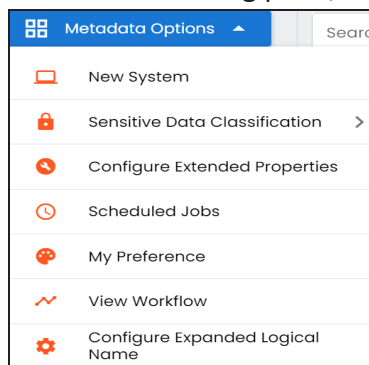 Metadata Options
Sear
New System
Sensitive Data Classification
Configure Extended Properties
Scheduled Jobs
My Preference
View Workflow
Configure Expanded Logical
Name